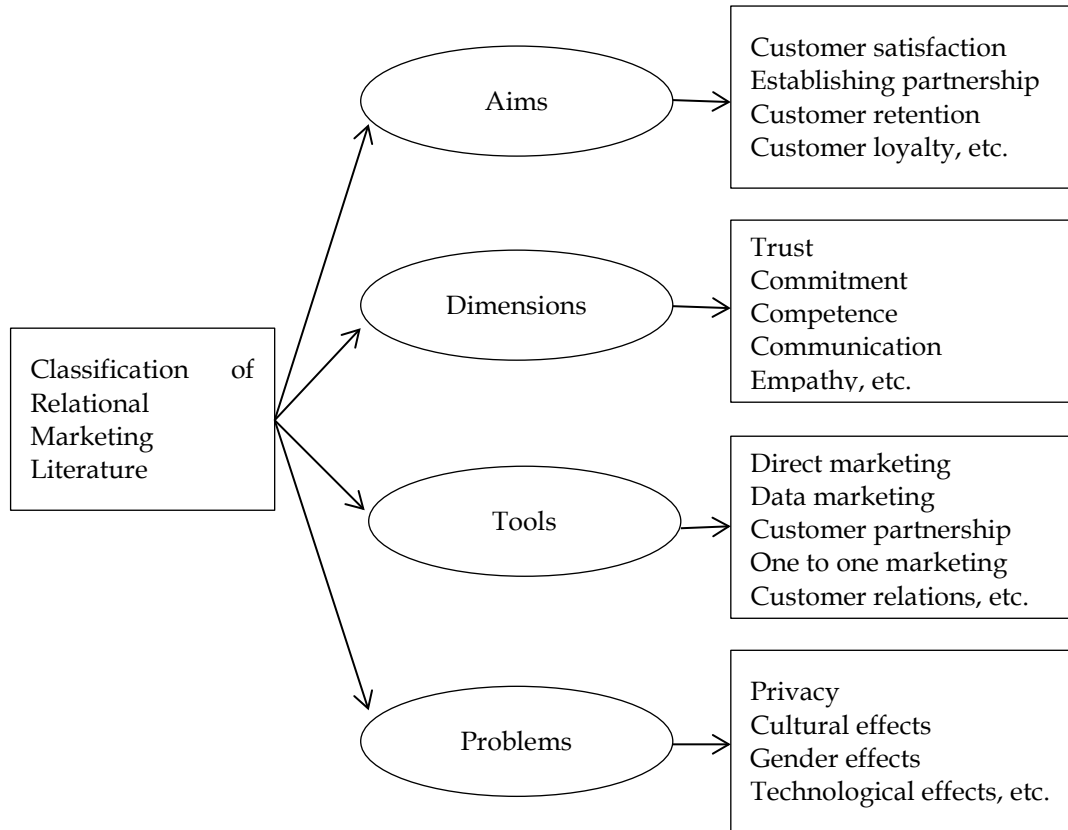 Classification of
Relational
Marketing
Literature
Aims
Customer satisfaction
Establishing partnership
Customer retention
Customer loyalty, etc.
Dimensions
Trust
Commitment
Competence
Communication
Empathy, etc.
Tools
Direct marketing
Data marketing
Customer partnership
One to one marketing
Customer relations, etc.
Problems
Privacy
Cultural effects
Gender effects
Technological effects, etc.